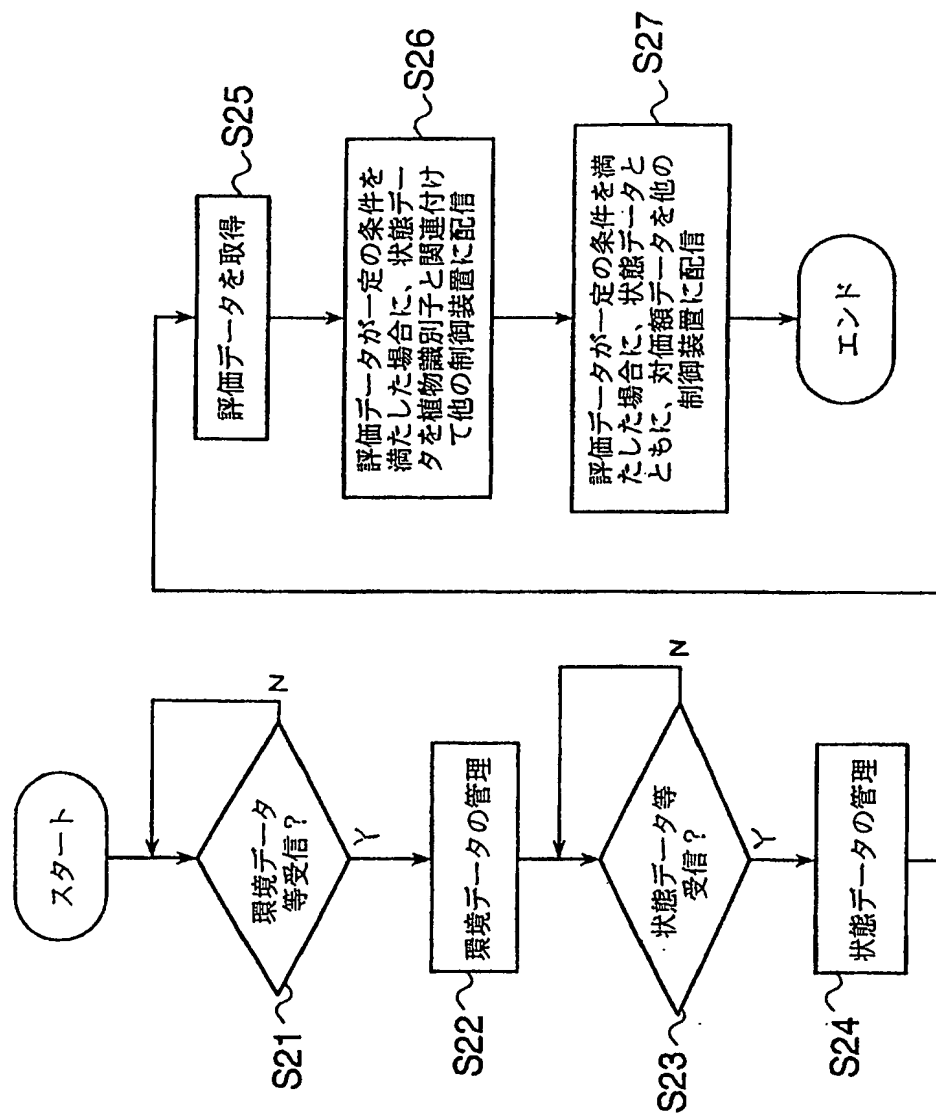 スタート
環境データ
等受信？
N
Y
S21
環境データの管理
S22
状態データ等
受信？
N
Y
S23
状態データの管理
S24
評価データを取得
S25
評価データが一定の条件を
満たした場合に、状態デー
タを植物識別子と関連付け
て他の制御装置に配信
S26
評価データが一定の条件を満
たした場合に、状態データと
ともに、対価額データを他の
制御装置に配信
S27
エンド